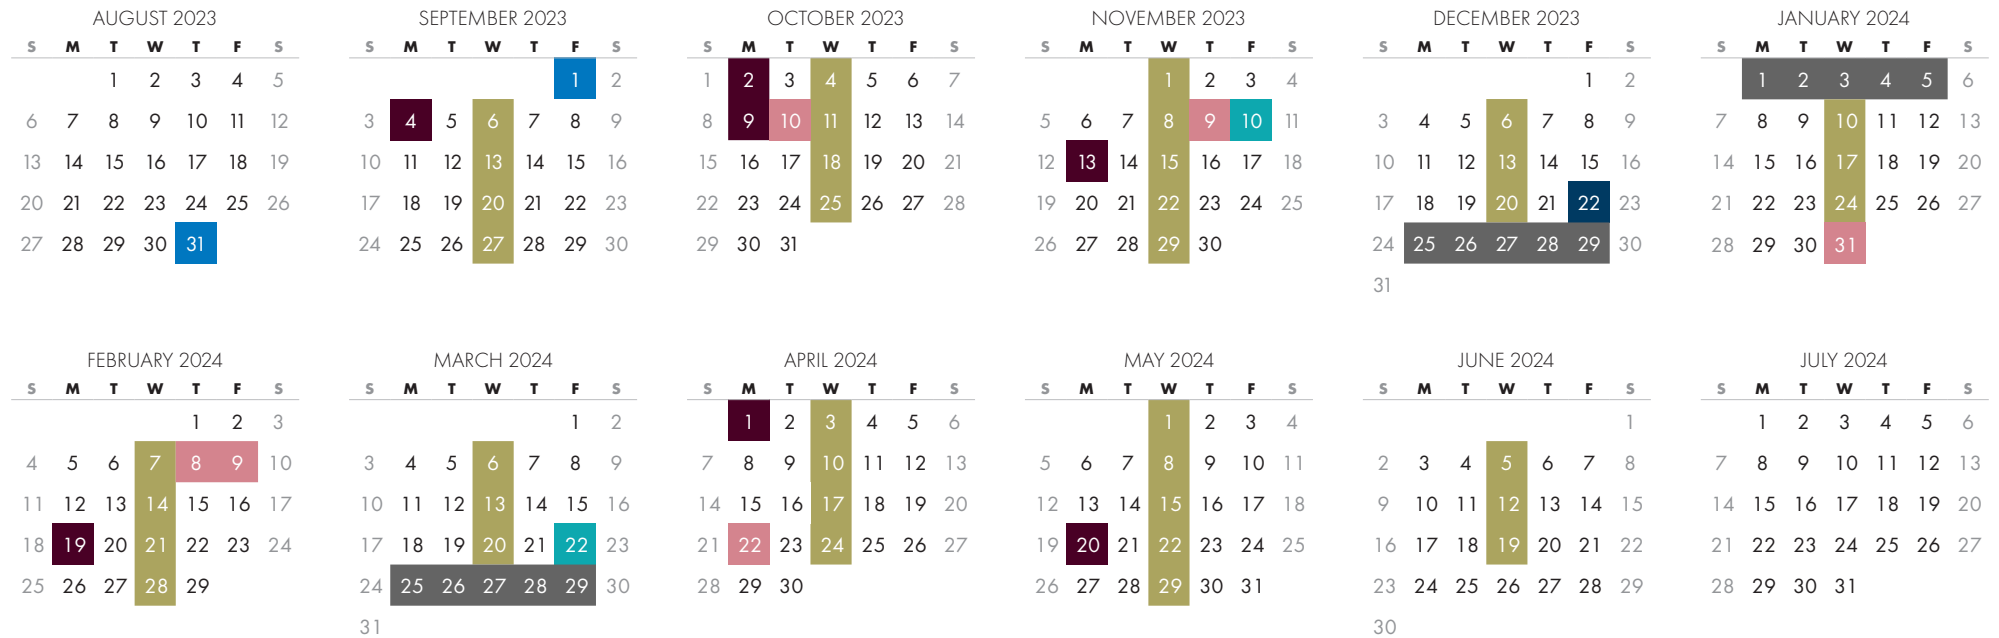 AUGUST 2023
S M T W T F S
1 2 3 4 5
6 7 8 9 10 11 12
13 14 15 16 17 18 19
20 21 22 23 24 25 26
27 28 29 30 31
SEPTEMBER 2023
S M T W T F S
1 2
3 4 5 6 7 8 9
10 11 12 13 14 15 16
17 18 19 20 21 22 23
24 25 26 27 28 29 30
OCTOBER 2023
S M T W T F S
1 2 3 4 5 6 7
8 9 10 11 12 13 14
15 16 17 18 19 20 21
22 23 24 25 26 27 28
29 30 31
NOVEMBER 2023
S M T W T F S
1 2 3 4
5 6 7 8 9 10 11
12 13 14 15 16 17 18
19 20 21 22 23 24 25
26 27 28 29 30
DECEMBER 2023
S M T W T F S
1 2
3 4 5 6 7 8 9
10 11 12 13 14 15 16
17 18 19 20 21 22 23
24 25 26 27 28 29 30
31
JANUARY 2024
S M T W T F S
1 2 3 4 5 6
7 8 9 10 11 12 13
14 15 16 17 18 19 20
21 22 23 24 25 26 27
28 29 30 31
FEBRUARY 2024
S M T W T F S
1 2 3
4 5 6 7 8 9 10
11 12 13 14 15 16 17
18 19 20 21 22 23 24
25 26 27 28 29
MARCH 2024
S M T W T F S
1 2
3 4 5 6 7 8 9
10 11 12 13 14 15 16
17 18 19 20 21 22 23
24 25 26 27 28 29 30
31
APRIL 2024
S M T W T F S
1 2 3 4 5 6
7 8 9 10 11 12 13
14 15 16 17 18 19 20
21 22 23 24 25 26 27
28 29 30
MAY 2024
S M T W T F S
1 2 3 4
5 6 7 8 9 10 11
12 13 14 15 16 17 18
19 20 21 22 23 24 25
26 27 28 29 30 31
JUNE 2024
S M T W T F S
1
2 3 4 5 6 7 8
9 10 11 12 13 14 15
16 17 18 19 20 21 22
23 24 25 26 27 28 29
30
JULY 2024
S M T W T F S
1 2 3 4 5 6
7 8 9 10 11 12 13
14 15 16 17 18 19 20
21 22 23 24 25 26 27
28 29 30 31